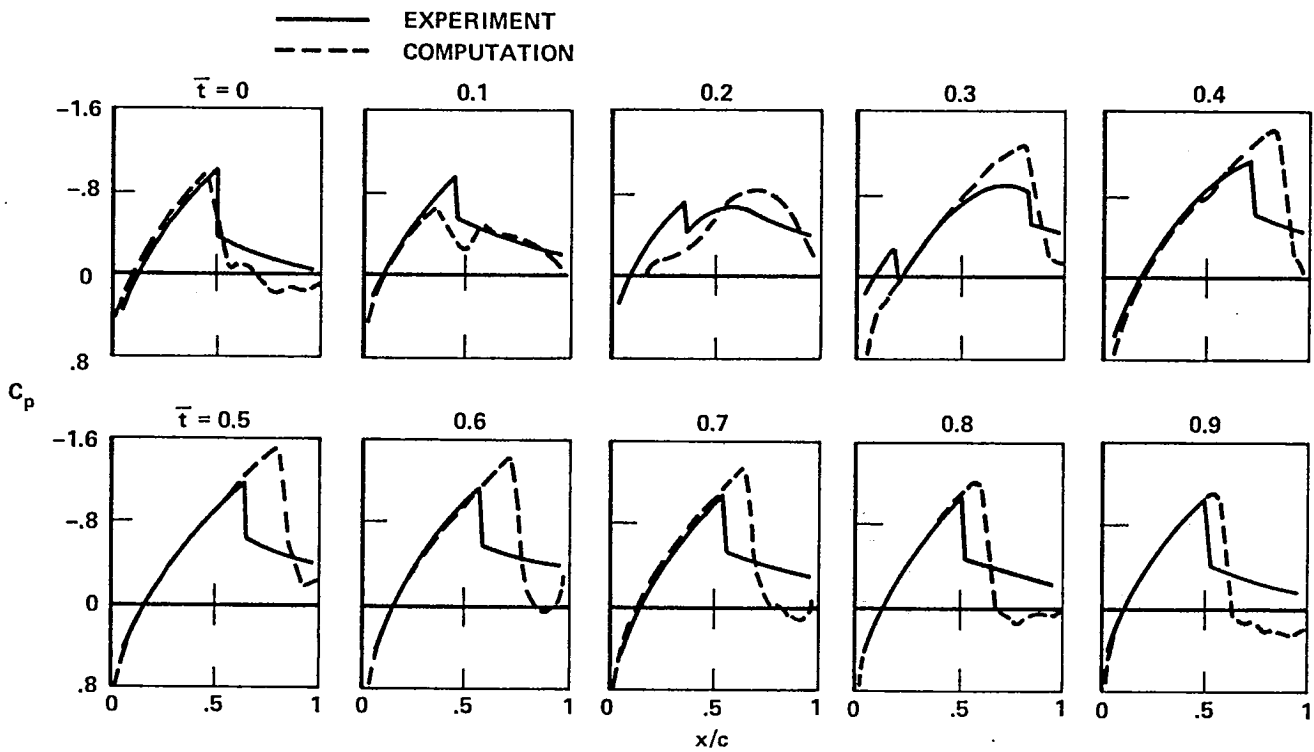 EXPERIMENT
COMPUTATION
t̄ = 0 0.1 0.2 0.3 0.4
-1.6
-.8
0
.8
Cp
t̄ = 0.5 0.6 0.7 0.8 0.9
-1.6
-.8
0
.8
0 .5 1 0 .5 1 0 .5 1 0 .5 1 0 .5 1
x/c